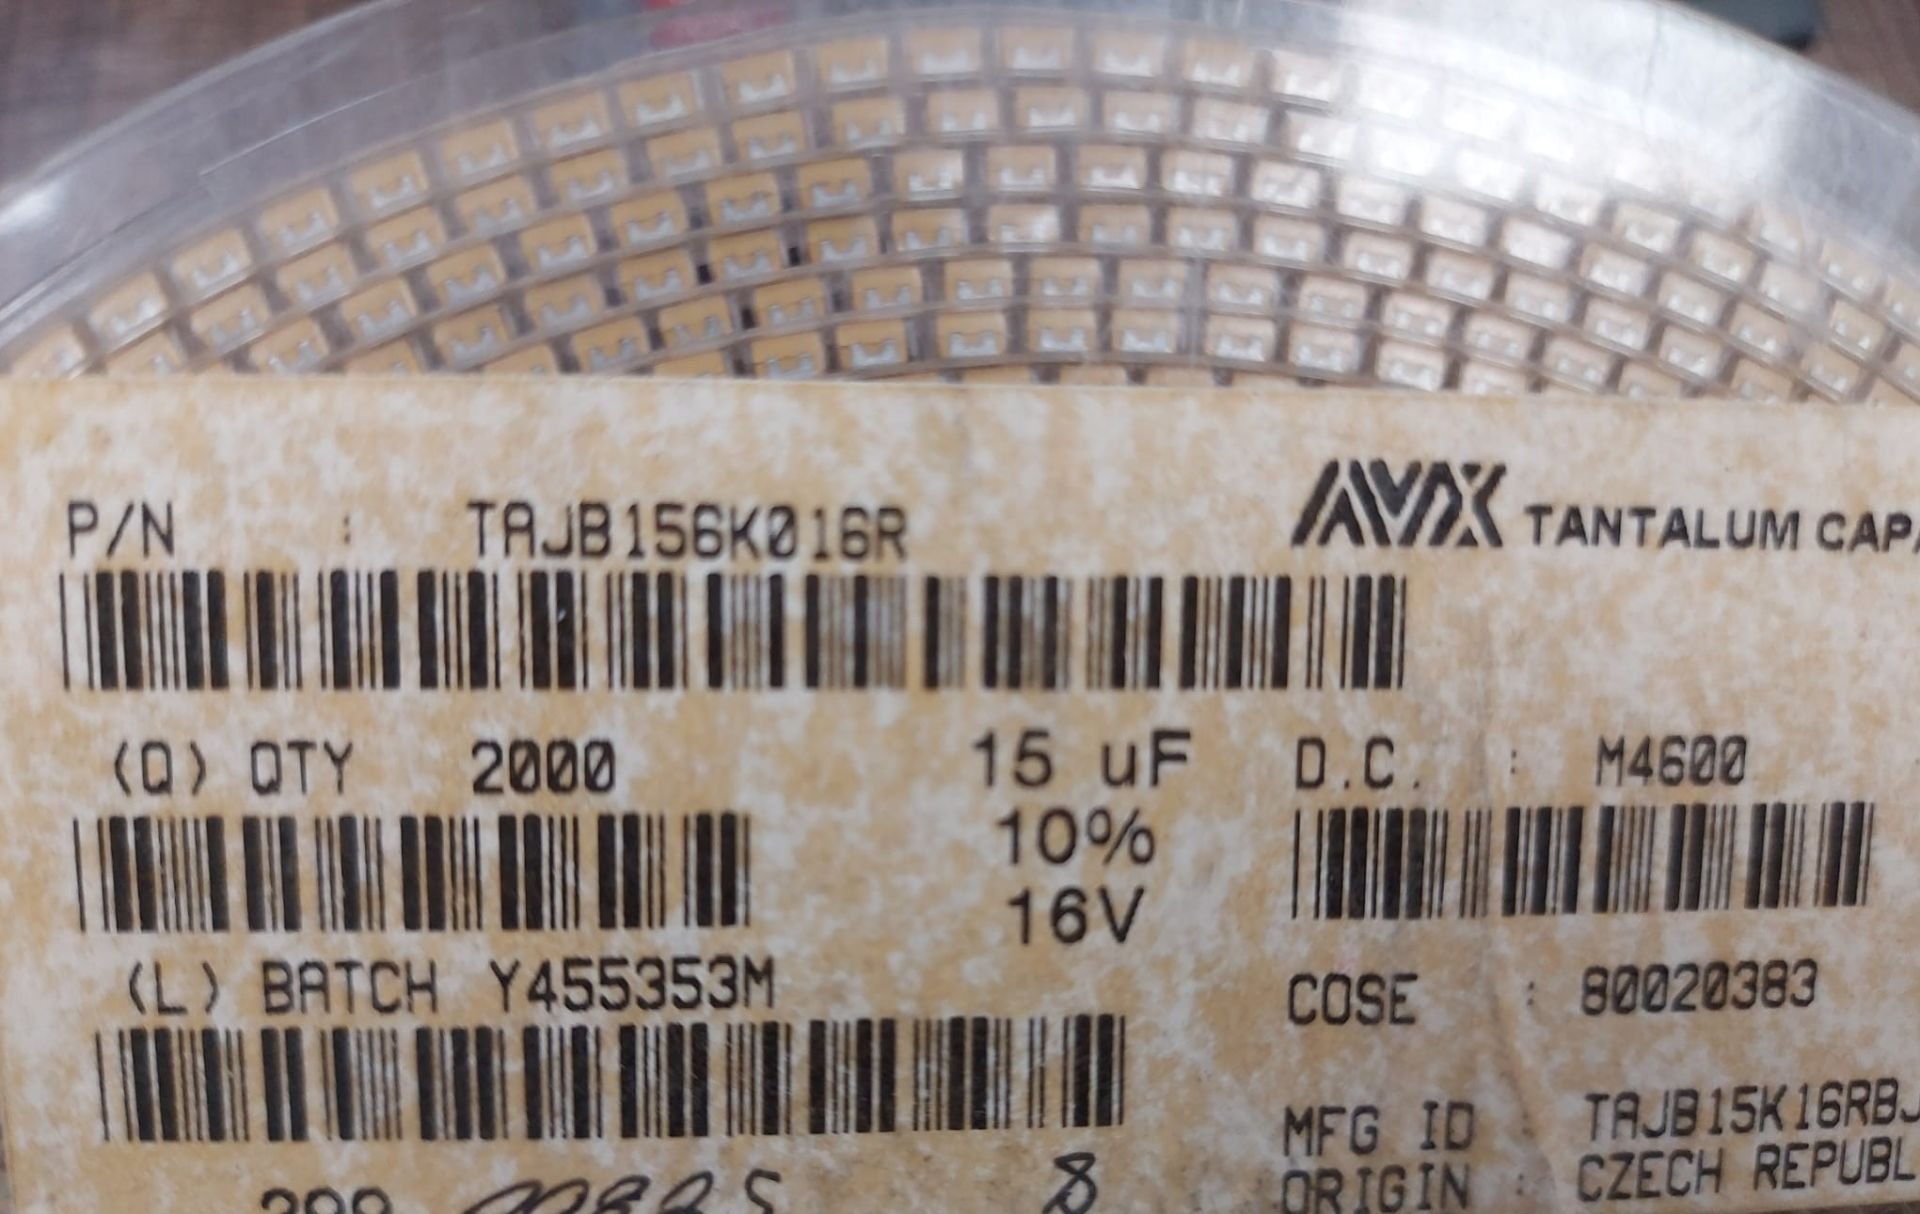 P/N : TAJB156K016R
AVX TANTALUM CAP
(Q) QTY 2000
15 uF
10%
16V
D.C. : M4600
(L) BATCH Y455353M
COSE : 80020383
MFG ID : TAJB15K16RBJ
ORIGIN : CZECH REPUBL